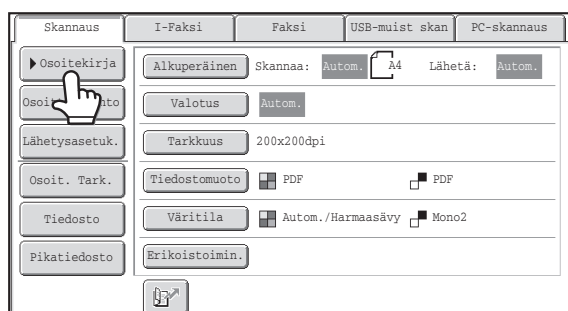 Skannaus I-Faksi Faksi USB-muist skan PC-skannaus
Osoitekirja
Alkuperäinen Skannaa: Autom. A4 Lähetä: Autom.
Valotus Autom.
Lähetysasetuk. Tarkkuus 200x200dpi
Osoit. Tark. Tiedostomuoto PDF PDF
Tiedosto Väritila Autom./Harmaasävy Mono2
Pikatiedosto Erikoistoimin.